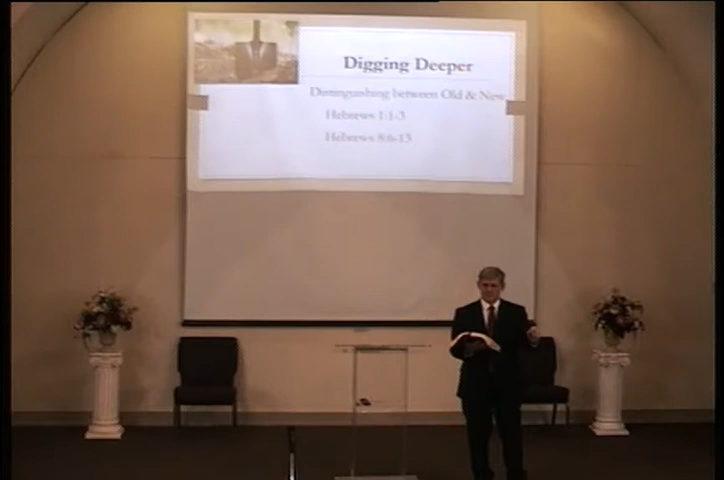 Digging Deeper
Distinguishing between Old & New
Hebrews 1:1-3
Hebrews 8:6-13